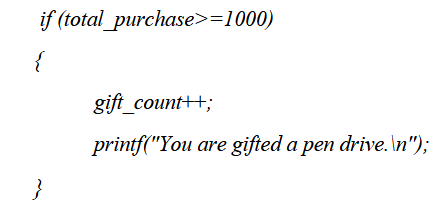 if (total_purchase>=1000)
{
gift_count++;
printf("You are gifted a pen drive.\n");
}